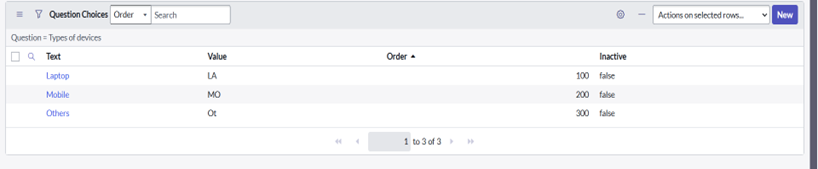 Question Choices Order Search Actions on selected rows... New
Question = Types of devices
Text Value Order Inactive
Laptop LA 100 false
Mobile MO 200 false
Others Ot 300 false
1 to 3 of 3